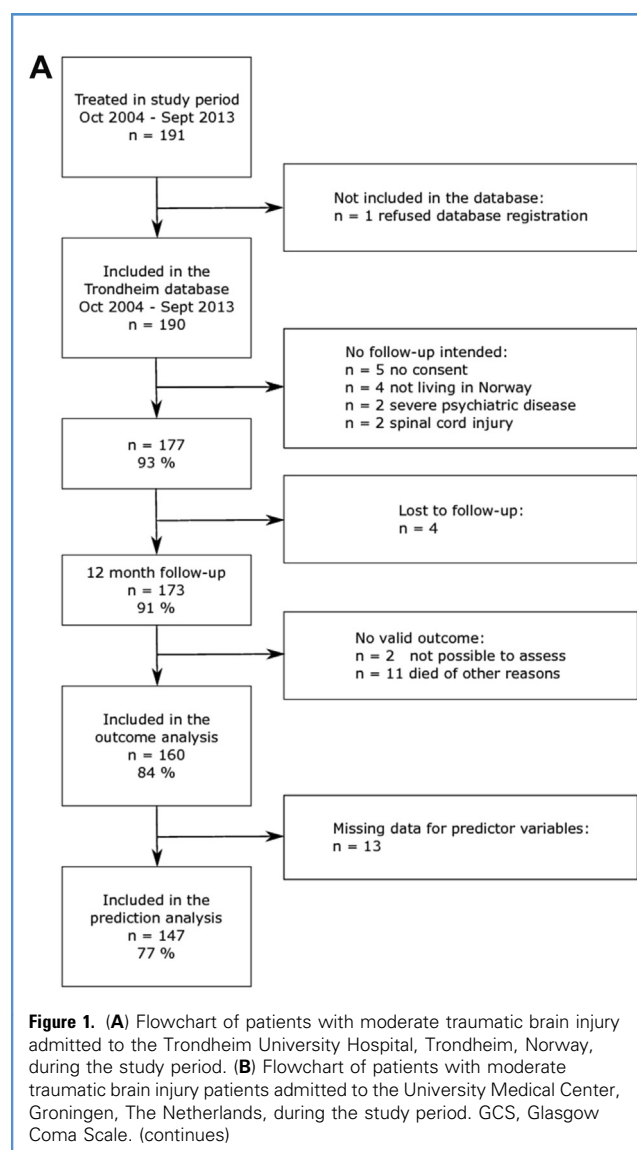 A
Treated in study period
Oct 2004 - Sept 2013
n = 191
Not included in the database:
n = 1 refused database registration
Included in the
Trondheim database
Oct 2004 - Sept 2013
n = 190
No follow-up intended:
n = 5 no consent
n = 4 not living in Norway
n = 2 severe psychiatric disease
n = 2 spinal cord injury
n = 177
93 %
Lost to follow-up:
n = 4
12 month follow-up
n = 173
91 %
No valid outcome:
n = 2 not possible to assess
n = 11 died of other reasons
Included in the
outcome analysis
n = 160
84 %
Missing data for predictor variables:
n = 13
Included in the
prediction analysis
n = 147
77 %
Figure 1. (A) Flowchart of patients with moderate traumatic brain injury
admitted to the Trondheim University Hospital, Trondheim, Norway,
during the study period. (B) Flowchart of patients with moderate
traumatic brain injury patients admitted to the University Medical Center,
Groningen, The Netherlands, during the study period. GCS, Glasgow
Coma Scale. (continues)